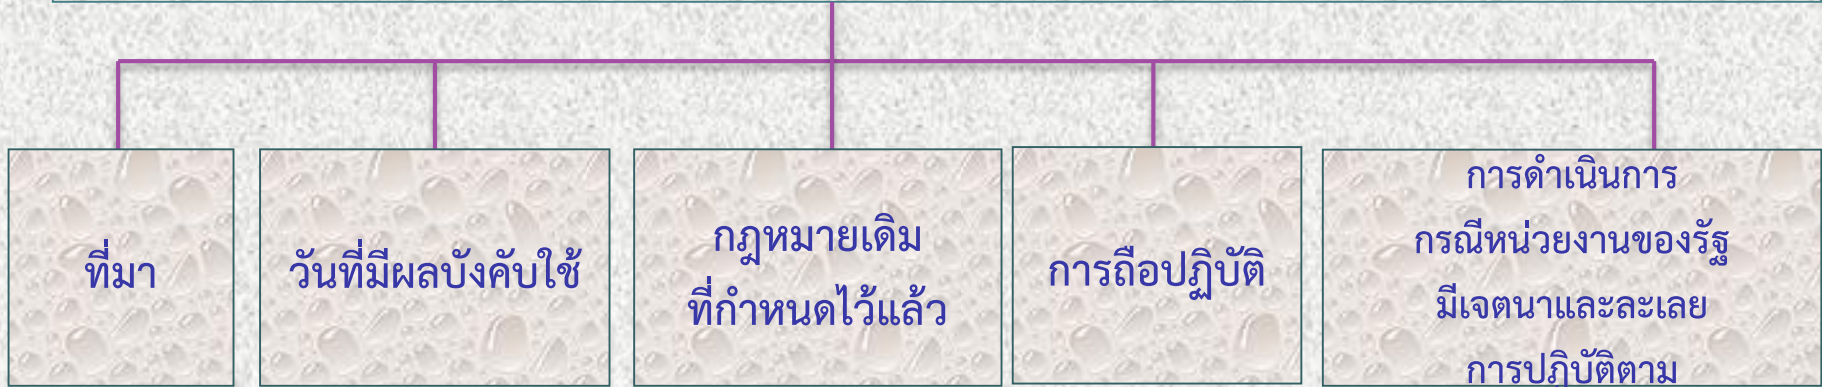 ที่มา
วันที่มีผลบังคับใช้
กฎหมายเดิม
ที่กำหนดไว้แล้ว
การถือปฏิบัติ
การดำเนินการ
กรณีหน่วยงานของรัฐ
มีเจตนาและละเลย
การปฏิบัติตาม